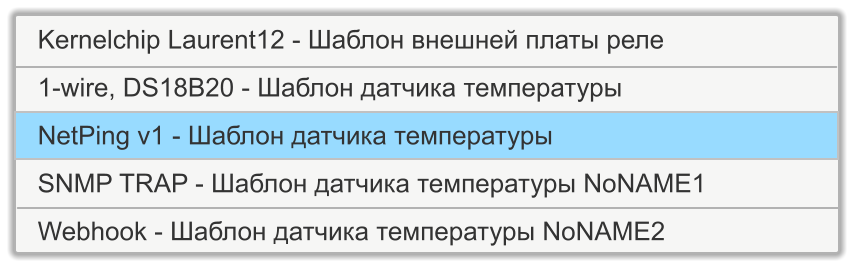 Kernelchip Laurent12 - Шаблон внешней платы реле
1-wire, DS18B20 - Шаблон датчика температуры
NetPing v1 - Шаблон датчика температуры
SNMP TRAP - Шаблон датчика температуры NoNAME1
Webhook - Шаблон датчика температуры NoNAME2